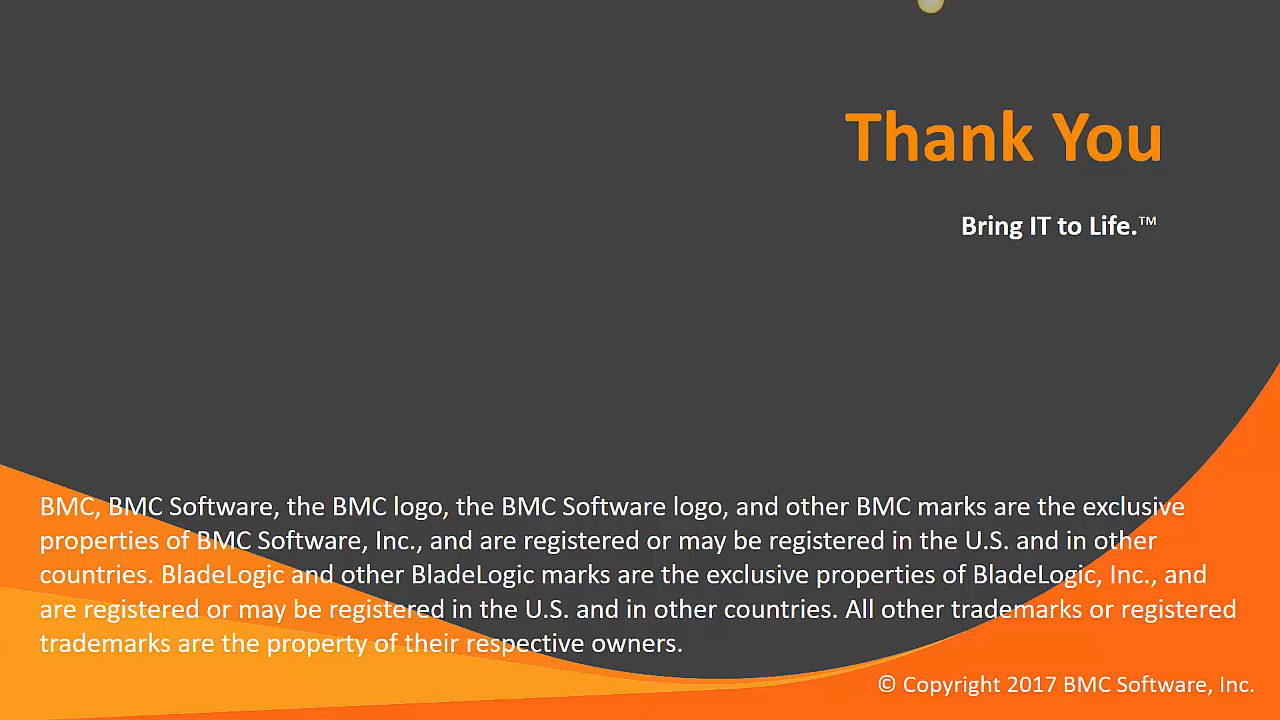 Thank You
Bring IT to Life.™
BMC, BMC Software, the BMC logo, the BMC Software logo, and other BMC marks are the exclusive
properties of BMC Software, Inc., and are registered or may be registered in the U.S. and in other
countries. BladeLogic and other BladeLogic marks are the exclusive properties of BladeLogic, Inc., and
are registered or may be registered in the U.S. and in other countries. All other trademarks or registered
trademarks are the property of their respective owners.
© Copyright 2017 BMC Software, Inc.